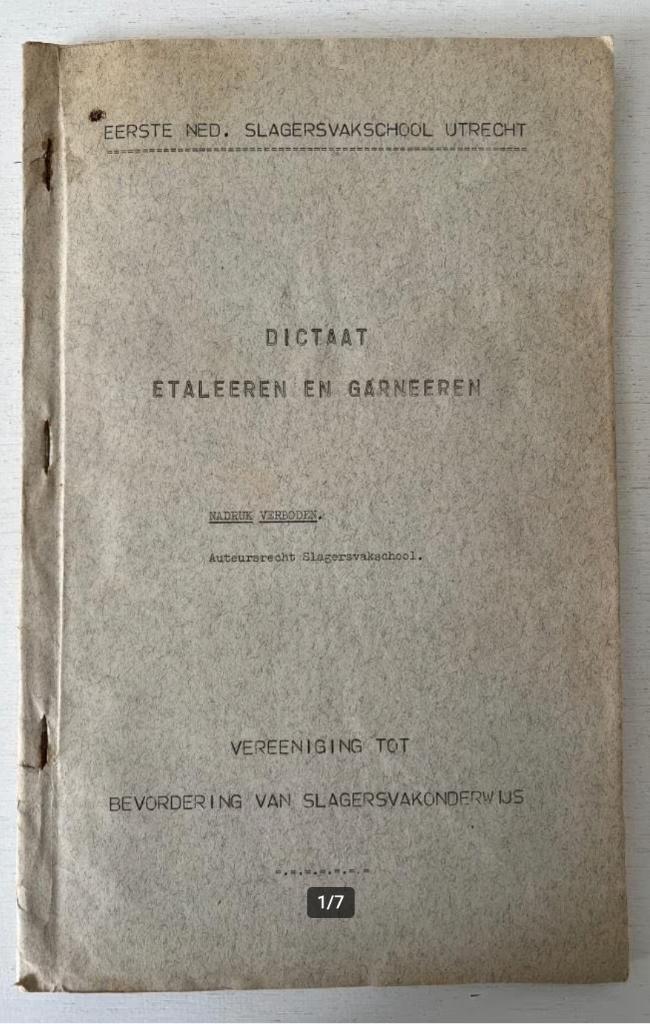 EERSTE NED. SLAGERSVAKSCHOOL UTRECHT
DICTAAT
ETALEEREN EN GARNEEREN
NADRUK VERBODEN.
Auteursrecht Slagersvakschool.
VEREENIGING TOT
BEVORDERING VAN SLAGERSVAKONDERWIJS
1/7